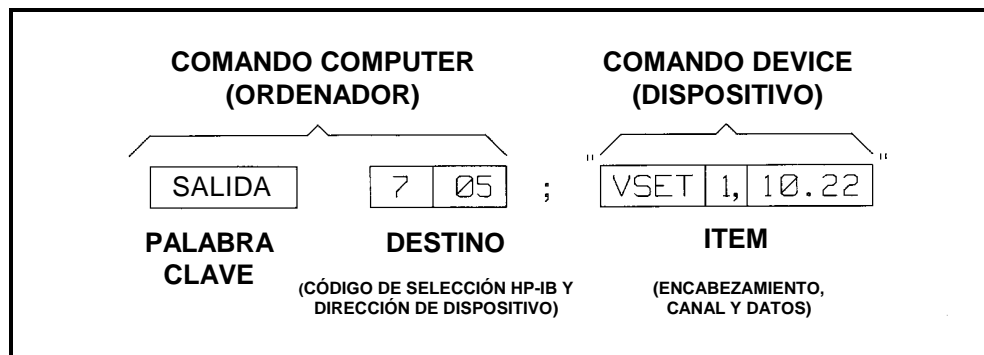 COMANDO COMPUTER
(ORDENADOR)
COMANDO DEVICE
(DISPOSITIVO)
SALIDA 7 05 ; "VSET 1, 10.22"
PALABRA
CLAVE
DESTINO
ITEM
(CÓDIGO DE SELECCIÓN HP-IB Y
DIRECCIÓN DE DISPOSITIVO)
(ENCABEZAMIENTO,
CANAL Y DATOS)